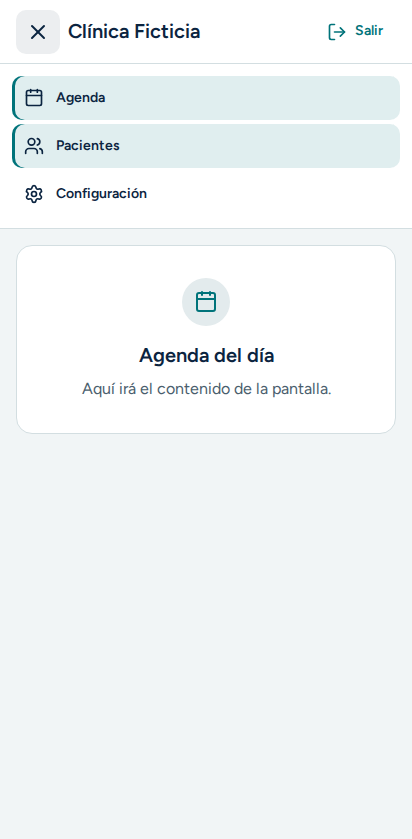 Clínica Ficticia
Salir
Agenda
Pacientes
Configuración
Agenda del día
Aquí irá el contenido de la pantalla.